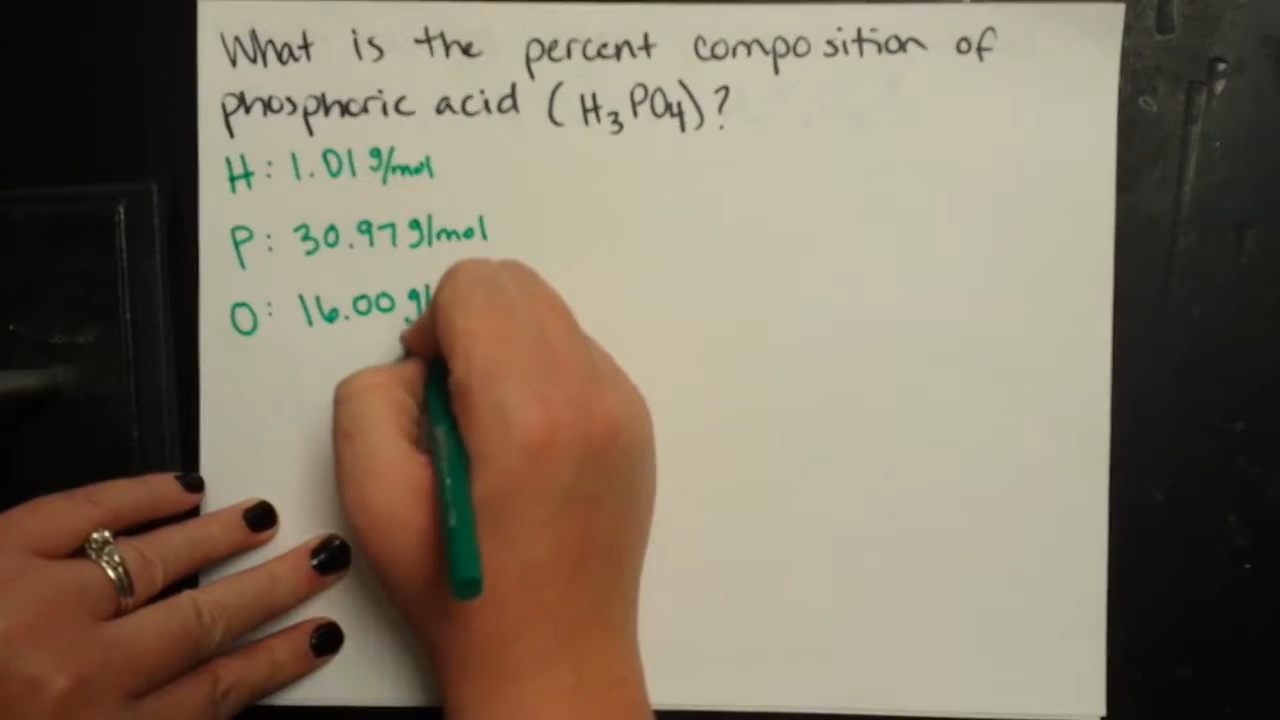 What is the percent composition of
phosphoric acid (H₃PO₄)?
H: 1.01 g/mol
P: 30.97 g/mol
O: 16.00 g/